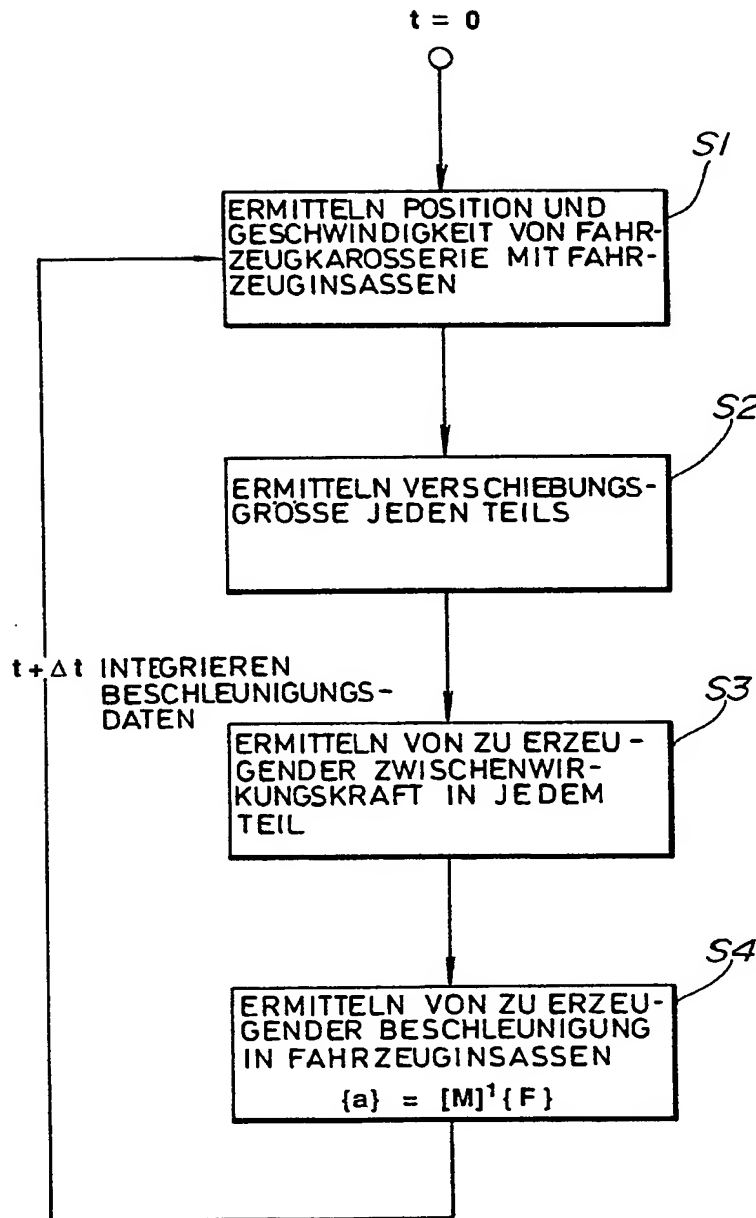 t = 0
S1
ERMITTELN POSITION UND
GESCHWINDIGKEIT VON FAHR-
ZEUGKAROSSERIE MIT FAHR-
ZEUGINSASSEN
S2
ERMITTELN VERSCHIEBUNGS-
GRÖSSE JEDEN TEILS
t + Δt INTEGRIEREN
BESCHLEUNIGUNGS-
DATEN
S3
ERMITTELN VON ZU ERZEU-
GENDER ZWISCHENWIR-
KUNGSKRAFT IN JEDEM
TEIL
S4
ERMITTELN VON ZU ERZEU-
GENDER BESCHLEUNIGUNG
IN FAHRZEUGINSASSEN
{a} = [M]¹{F}